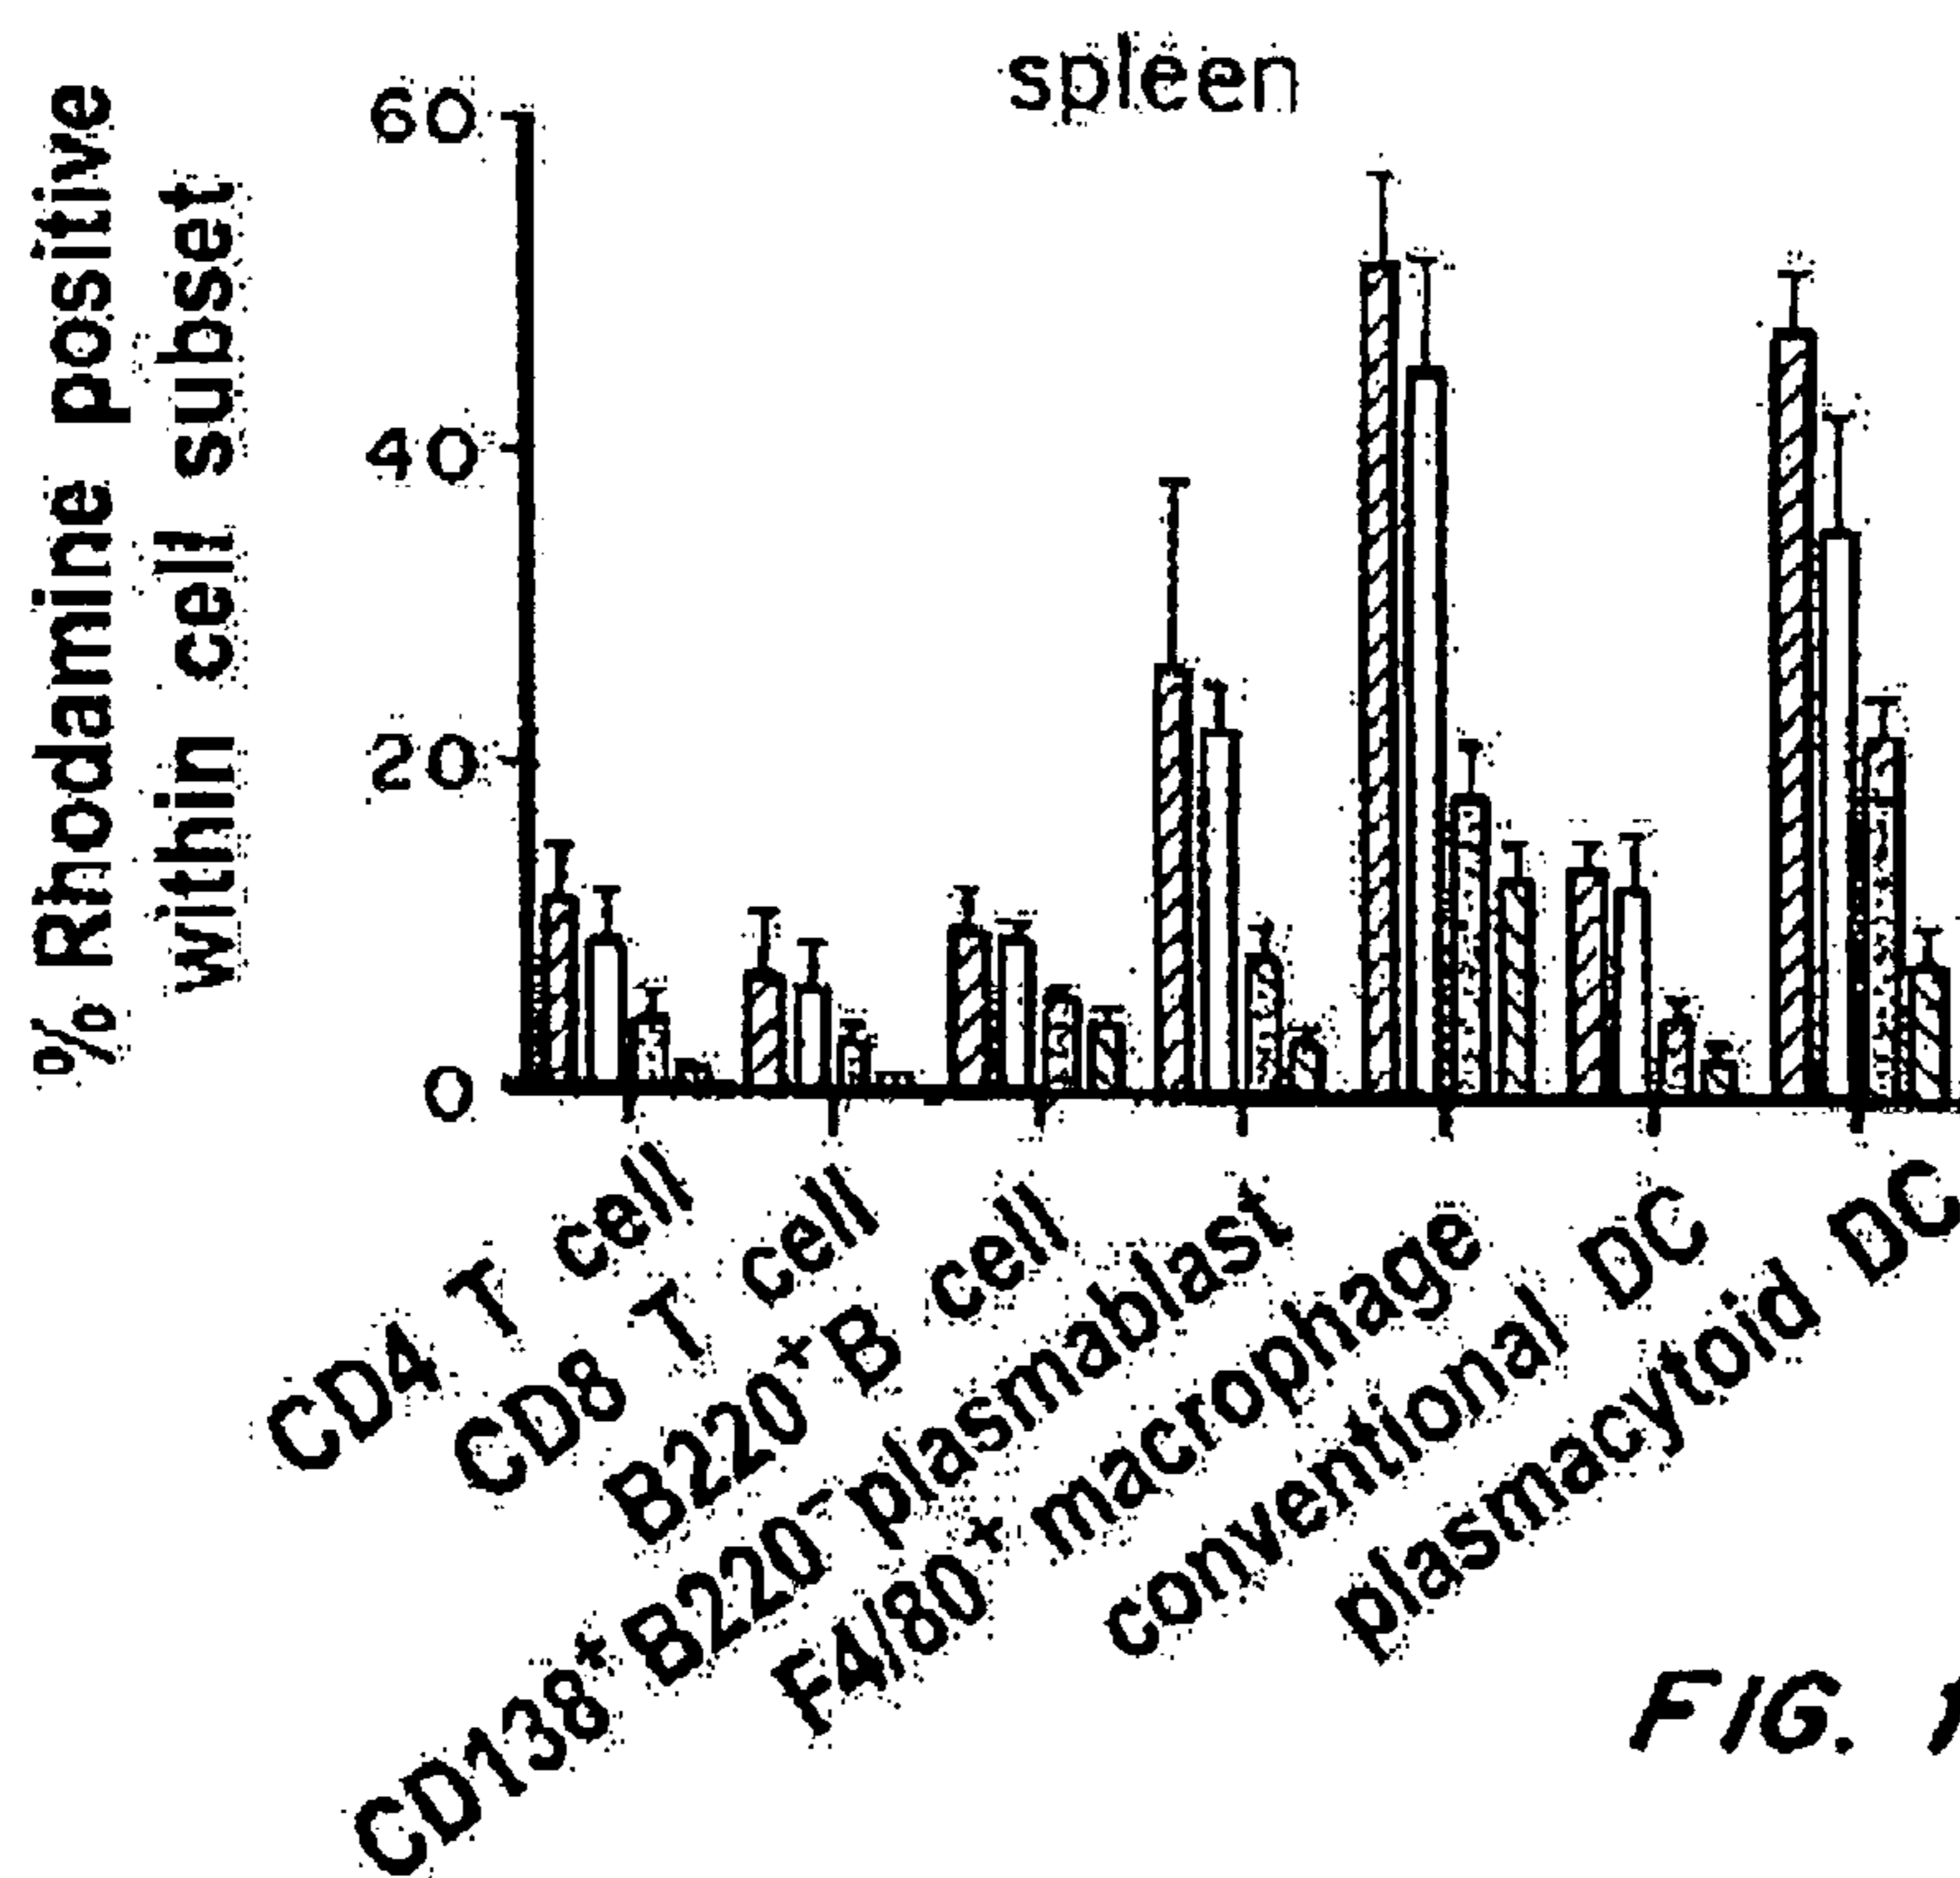 spleen
% Rhodamine positive
within cell subset
60
40
20
0
CD4 T cell
CD8 T cell
B220+ B cell
CD138+ B220- plasmablast
F4/80+ macrophage
conventional DC
plasmacytoid DC
FIG.